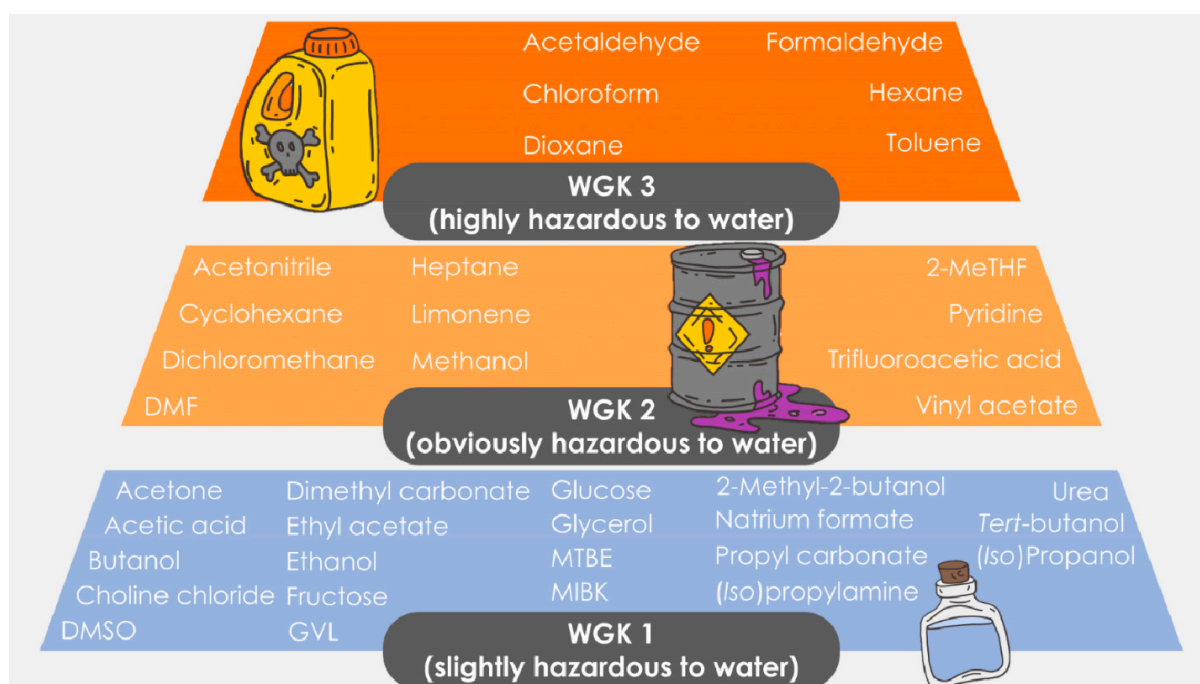 Acetaldehyde Formaldehyde
Chloroform Hexane
Dioxane Toluene
WGK 3
(highly hazardous to water)
Acetonitrile Heptane 2-MeTHF
Cyclohexane Limonene Pyridine
Dichloromethane Methanol Trifluoroacetic acid
DMF Vinyl acetate
WGK 2
(obviously hazardous to water)
Acetone Dimethyl carbonate Glucose 2-Methyl-2-butanol Urea
Acetic acid Ethyl acetate Glycerol Natrium formate Tert-butanol
Butanol Ethanol MTBE Propyl carbonate (Iso)Propanol
Choline chloride Fructose MIBK (Iso)propylamine
DMSO GVL
WGK 1
(slightly hazardous to water)